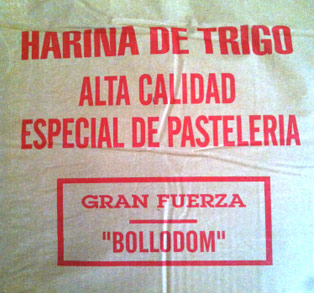 HARINA DE TRIGO
ALTA CALIDAD
ESPECIAL DE PASTELERIA
GRAN FUERZA
"BOLLODOM"